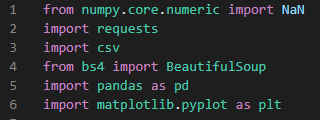 1 from numpy.core.numeric import NaN
2 import requests
3 import csv
4 from bs4 import BeautifulSoup
5 import pandas as pd
6 import matplotlib.pyplot as plt